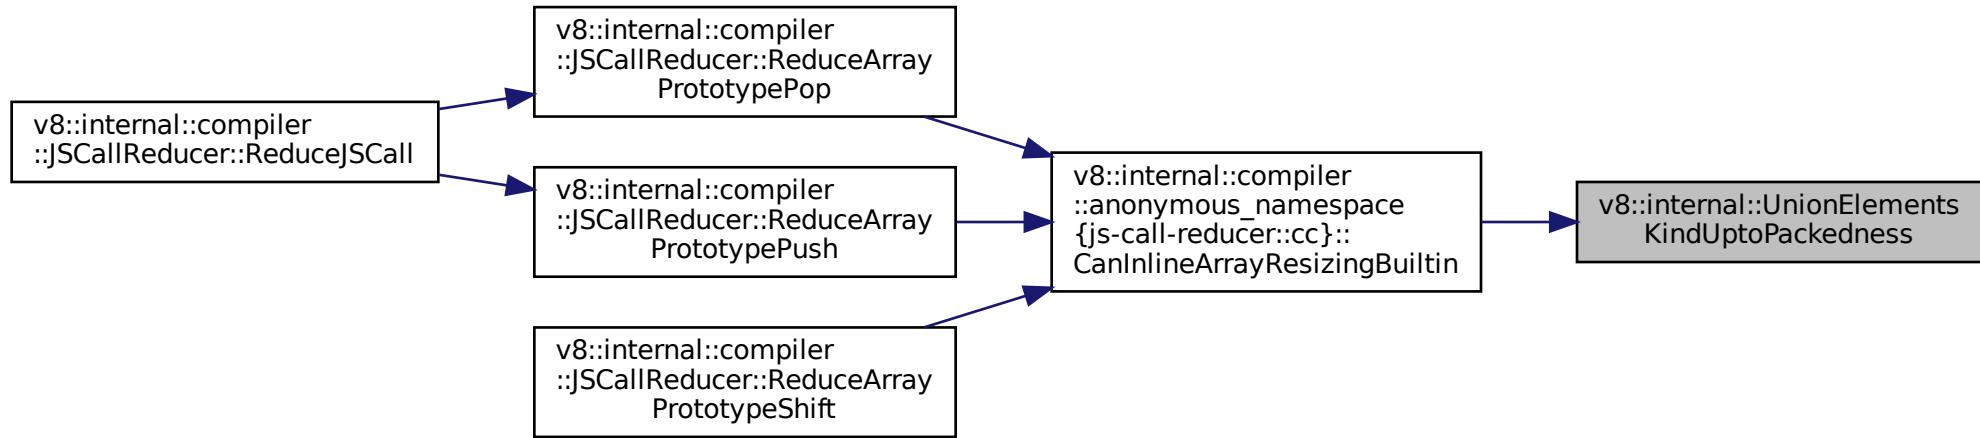 v8::internal::compiler
::JSCallReducer::ReduceJSCall
v8::internal::compiler
::JSCallReducer::ReduceArray
PrototypePop
v8::internal::compiler
::JSCallReducer::ReduceArray
PrototypePush
v8::internal::compiler
::JSCallReducer::ReduceArray
PrototypeShift
v8::internal::compiler
::anonymous_namespace
{js-call-reducer::cc}::
CanInlineArrayResizingBuiltin
v8::internal::UnionElements
KindUptoPackedness